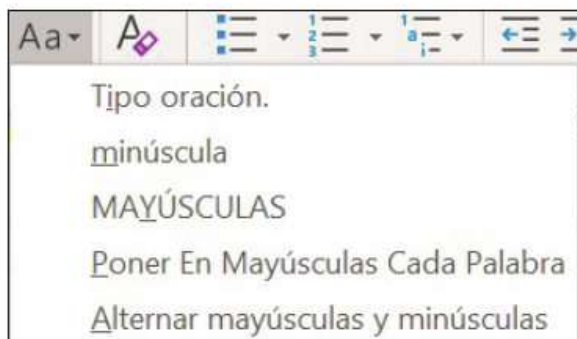 Aa
Tipo oración.
minúscula
MAYÚSCULAS
Poner En Mayúsculas Cada Palabra
Alternar mayúsculas y minúsculas